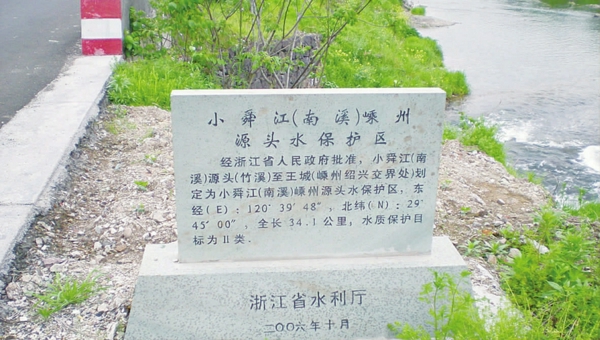 小舜江(南溪)嵊州
源头水保护区
经浙江省人民政府批准，小舜江(南
溪)源头(竹溪)至王城(嵊州绍兴交界处)划
定为小舜江(南溪)嵊州源头水保护区，东
经(E)：120°39′48″，北纬(N)：29°
45′00″，全长34.1公里，水质保护目
标为II类。
浙江省水利厅
二〇〇六年十月